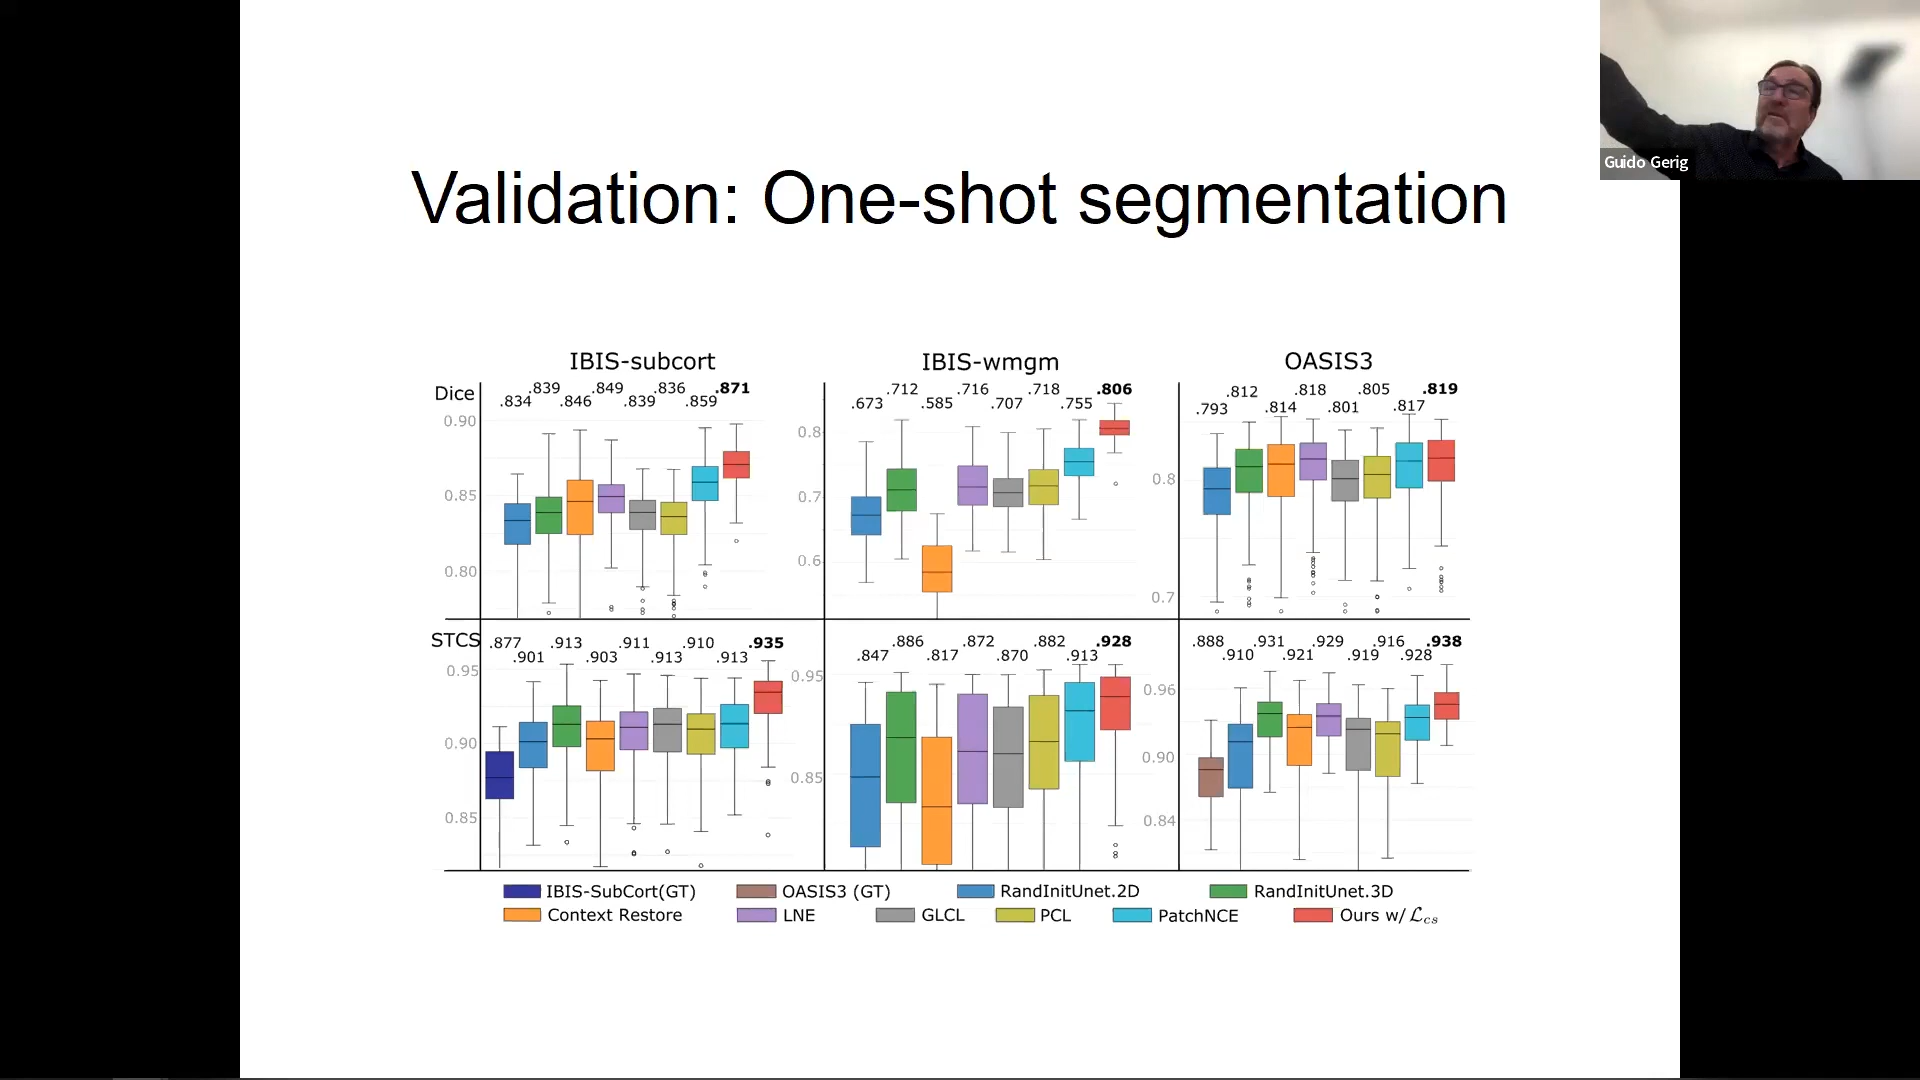 Guido Gerig
Validation: One-shot segmentation
IBIS-subcort IBIS-wmgm OASIS3
Dice
.834 .839 .846 .849 .839 .836 .859 .871
0.90
0.85
0.80
.673 .712 .585 .716 .707 .718 .755 .806
0.8
0.7
0.6
.793 .812 .814 .818 .801 .805 .817 .819
0.8
0.7
STCS
.877 .901 .913 .903 .911 .913 .910 .913 .935
0.95
0.90
0.85
.847 .886 .817 .872 .870 .882 .913 .928
0.95
0.85
.888 .910 .931 .921 .929 .919 .916 .928 .938
0.96
0.90
0.84
IBIS-SubCort(GT) OASIS3 (GT) RandInitUnet.2D RandInitUnet.3D
Context Restore LNE GLCL PCL PatchNCE Ours w/ ℒcs